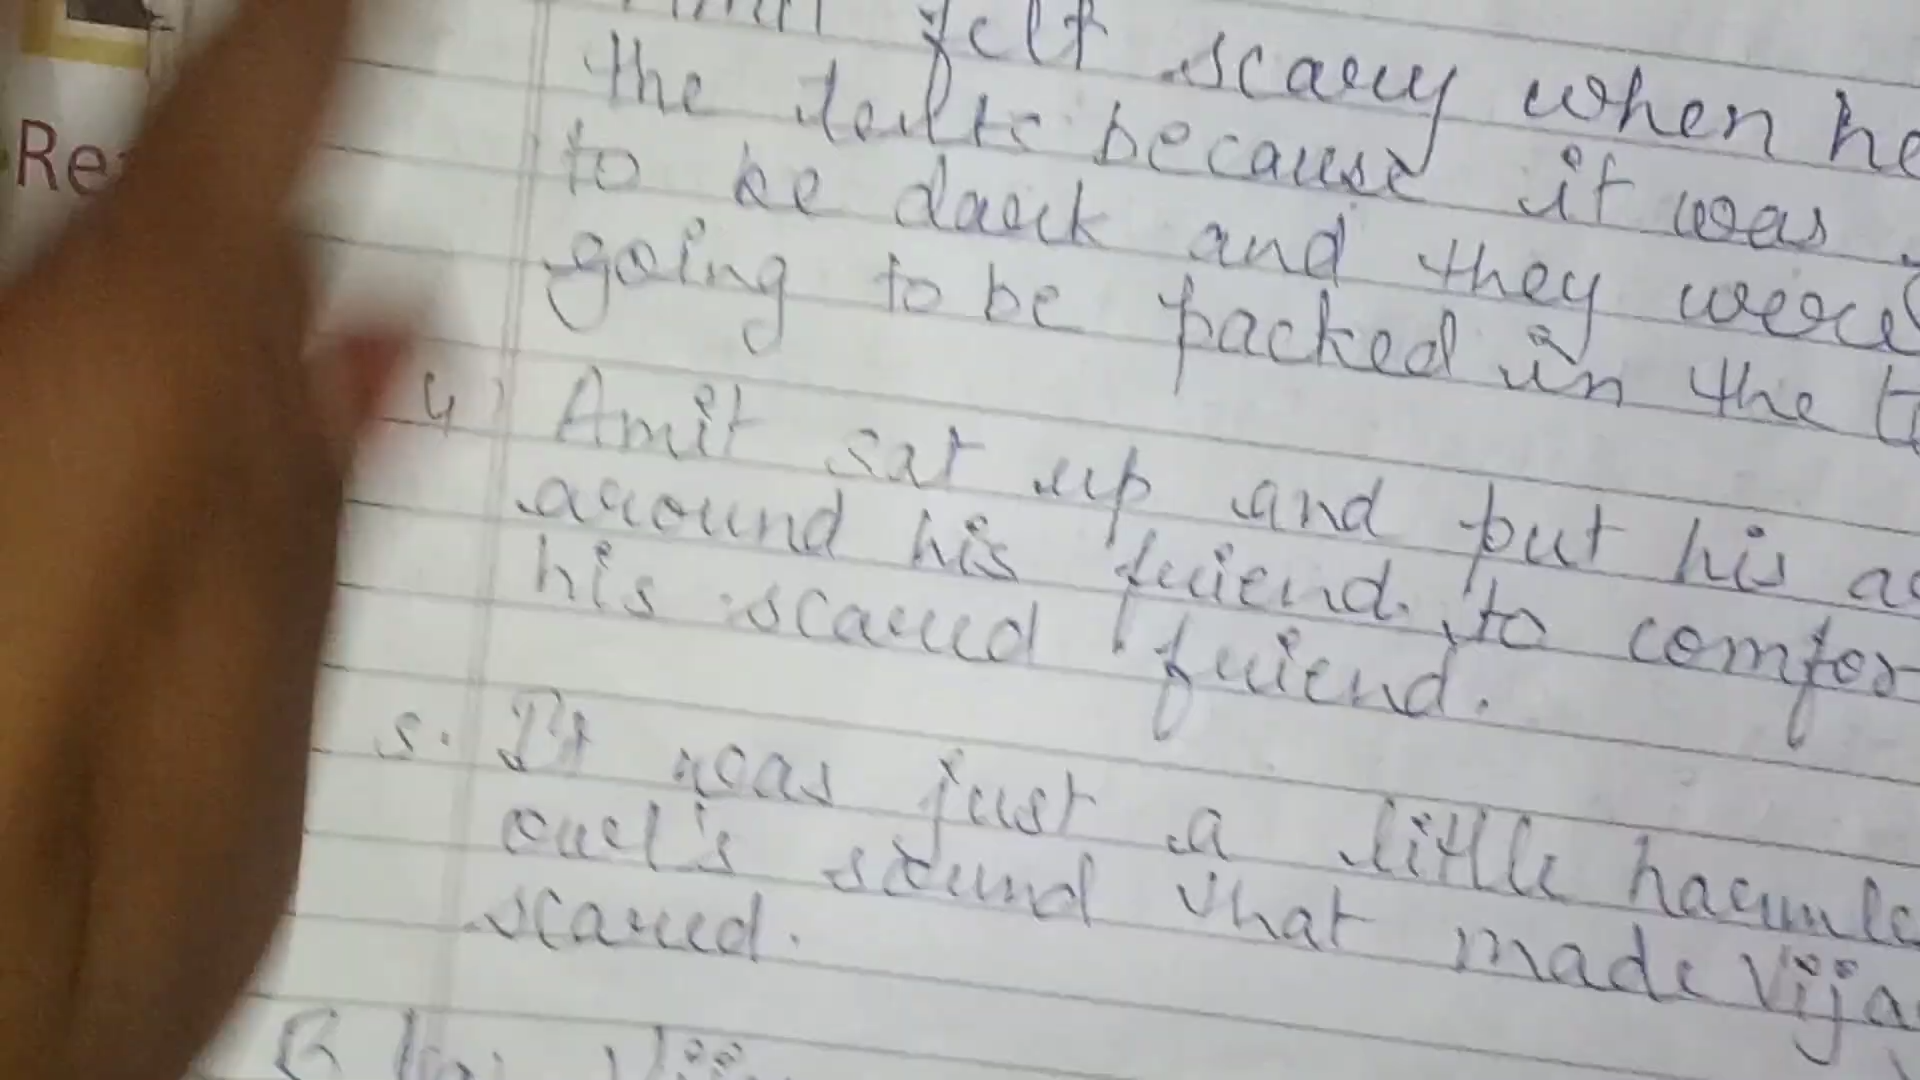 Re
felt scary when he
the because it was
to be dark and they were
going to be packed in the
4) Amit sat up and put his
around his friend. to comfor
his scared friend.
5. It was just a little harmle
owl's sound that made Vija
scared.